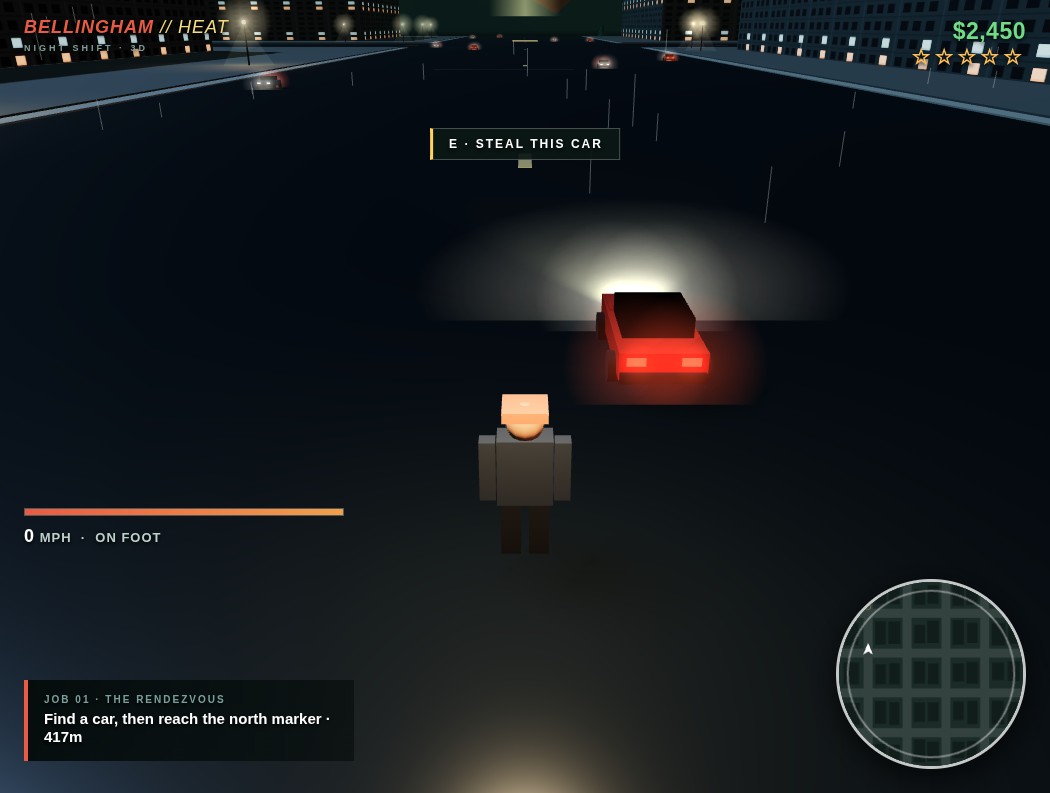 BELLINGHAM // HEAT
NIGHT SHIFT · 3D
$2,450
☆☆☆☆☆
E · STEAL THIS CAR
0 MPH · ON FOOT
JOB 01 · THE RENDEZVOUS
Find a car, then reach the north marker ·
417m